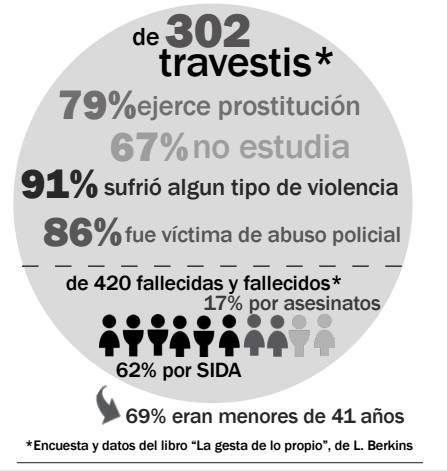 de 302
travestis*
79% ejerce prostitución
67% no estudia
91% sufrió algun tipo de violencia
86% fue víctima de abuso policial
de 420 fallecidas y fallecidos*
17% por asesinatos
62% por SIDA
69% eran menores de 41 años
*Encuesta y datos del libro "La gesta de lo propio", de L. Berkins